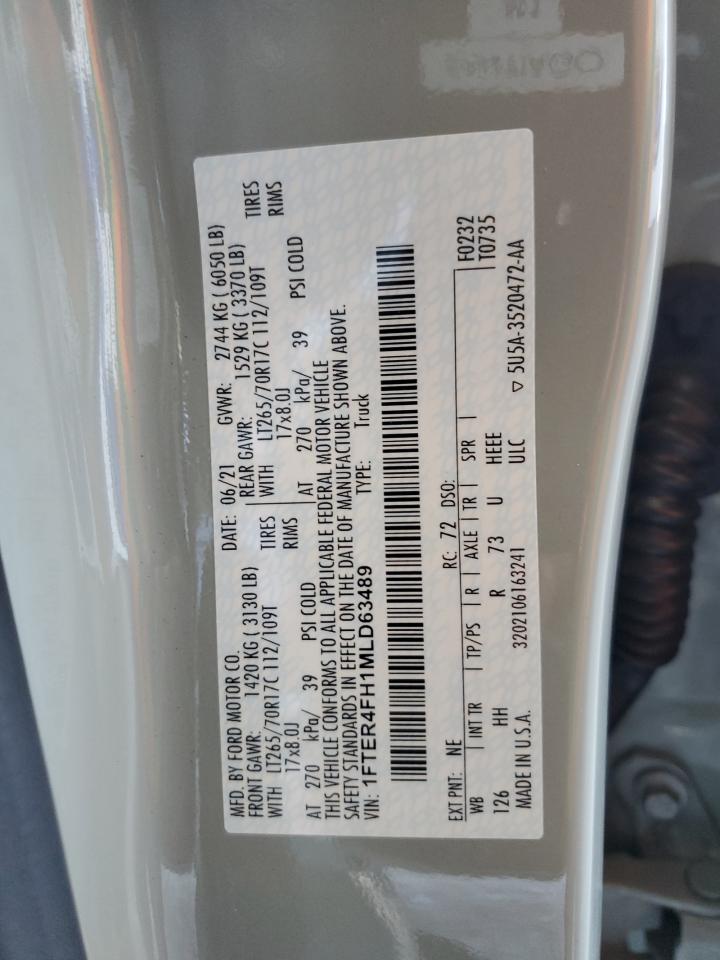 MFD. BY FORD MOTOR CO.
DATE: 06/21 GVWR: 2744 KG ( 6050 LB)
FRONT GAWR: 1420 KG ( 3130 LB) REAR GAWR: 1529 KG ( 3370 LB)
WITH LT265/70R17C 112/109T TIRES WITH LT265/70R17C 112/109T TIRES
17x8.0J RIMS 17x8.0J RIMS
AT 270 kPa/ 39 PSI COLD AT 270 kPa/ 39 PSI COLD
THIS VEHICLE CONFORMS TO ALL APPLICABLE FEDERAL MOTOR VEHICLE
SAFETY STANDARDS IN EFFECT ON THE DATE OF MANUFACTURE SHOWN ABOVE.
VIN: 1FTER4FH1MLD63489 TYPE: Truck
EXT PNT: NE RC: 72 DSO: F0232
WB INT TR TP/PS R AXLE TR SPR T0735
126 HH R 73 U HEEE
MADE IN U.S.A. 3202106163241 ULC
▽ 5U5A-3520472-AA